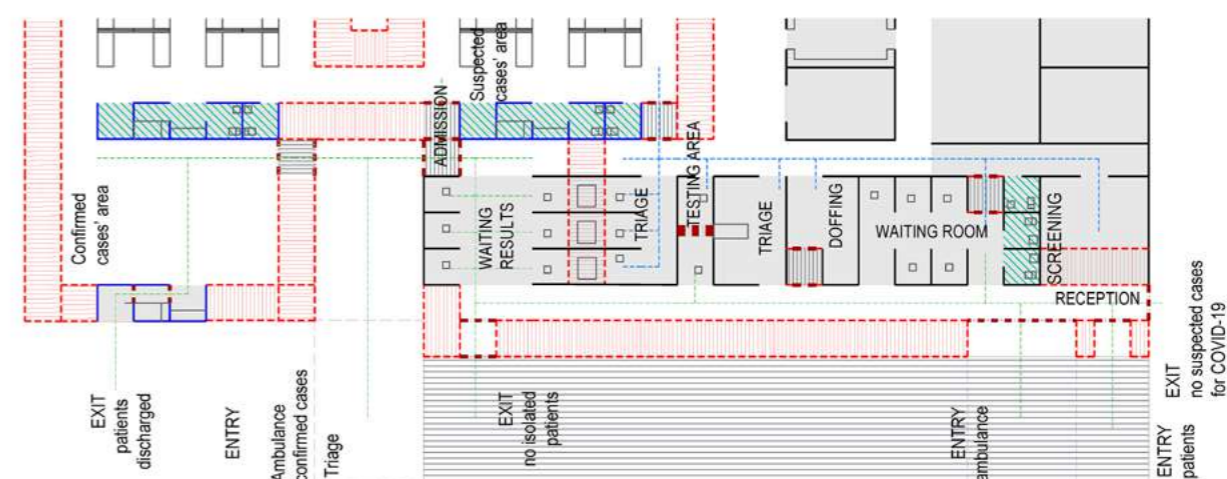 Confirmed
cases' area
Suspected
cases' area
ADMISSION
WAITING
RESULTS
TRIAGE
TESTING AREA
TRIAGE
DOFFING
WAITING ROOM
SCREENING
RECEPTION
EXIT
patients
discharged
ENTRY
Ambulance
confirmed cases
Triage
EXIT
no isolated
patients
ENTRY
ambulance
ENTRY
patients
EXIT
no suspected cases
for COVID-19